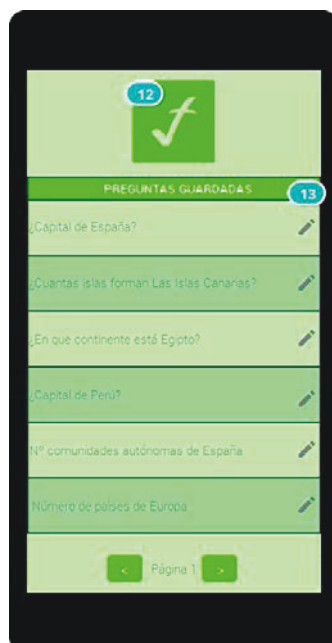 12
PREGUNTAS GUARDADAS
13
¿Capital de España?
¿Cuantas islas forman Las Islas Canarias?
¿En que continente está Egipto?
¿Capital de Perú?
Nº comunidades autónomas de España
Número de paises de Europa
< Página 1 >